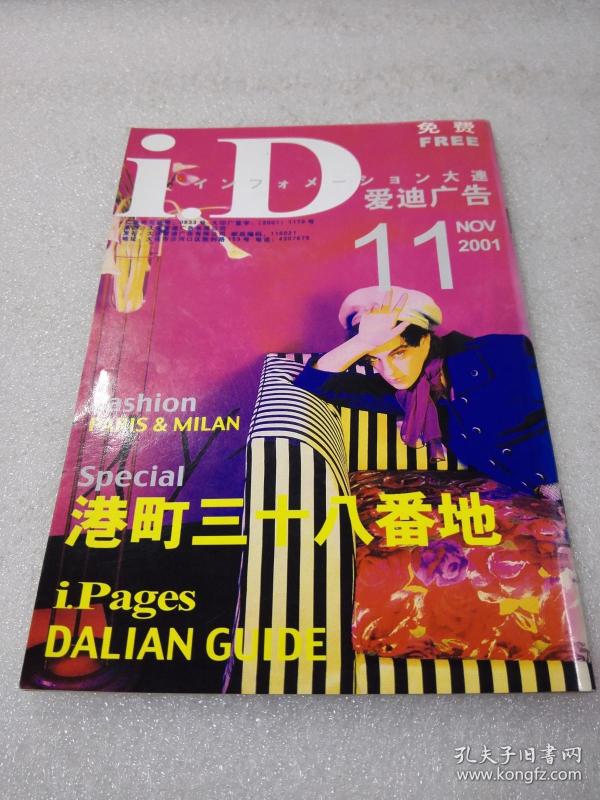 免费
FREE
iD
インフォメーション大連
爱迪广告
11
NOV
2001
Fashion
PARIS & MILAN
Special
港町三十八番地
i.Pages
DALIAN GUIDE
孔夫子旧书网
www.kongfz.com